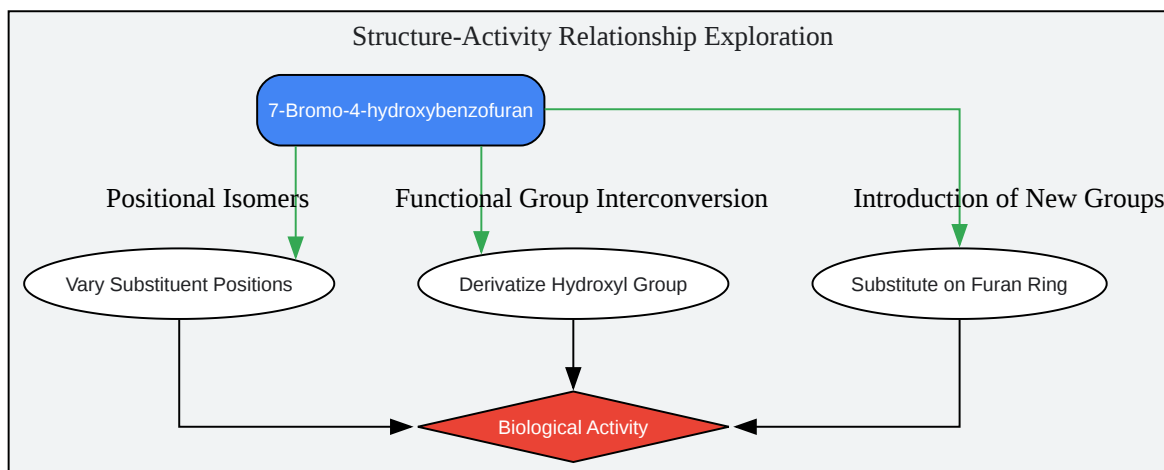 Structure-Activity Relationship Exploration
7-Bromo-4-hydroxybenzofuran
Positional Isomers
Functional Group Interconversion
Introduction of New Groups
Vary Substituent Positions
Derivatize Hydroxyl Group
Substitute on Furan Ring
Biological Activity